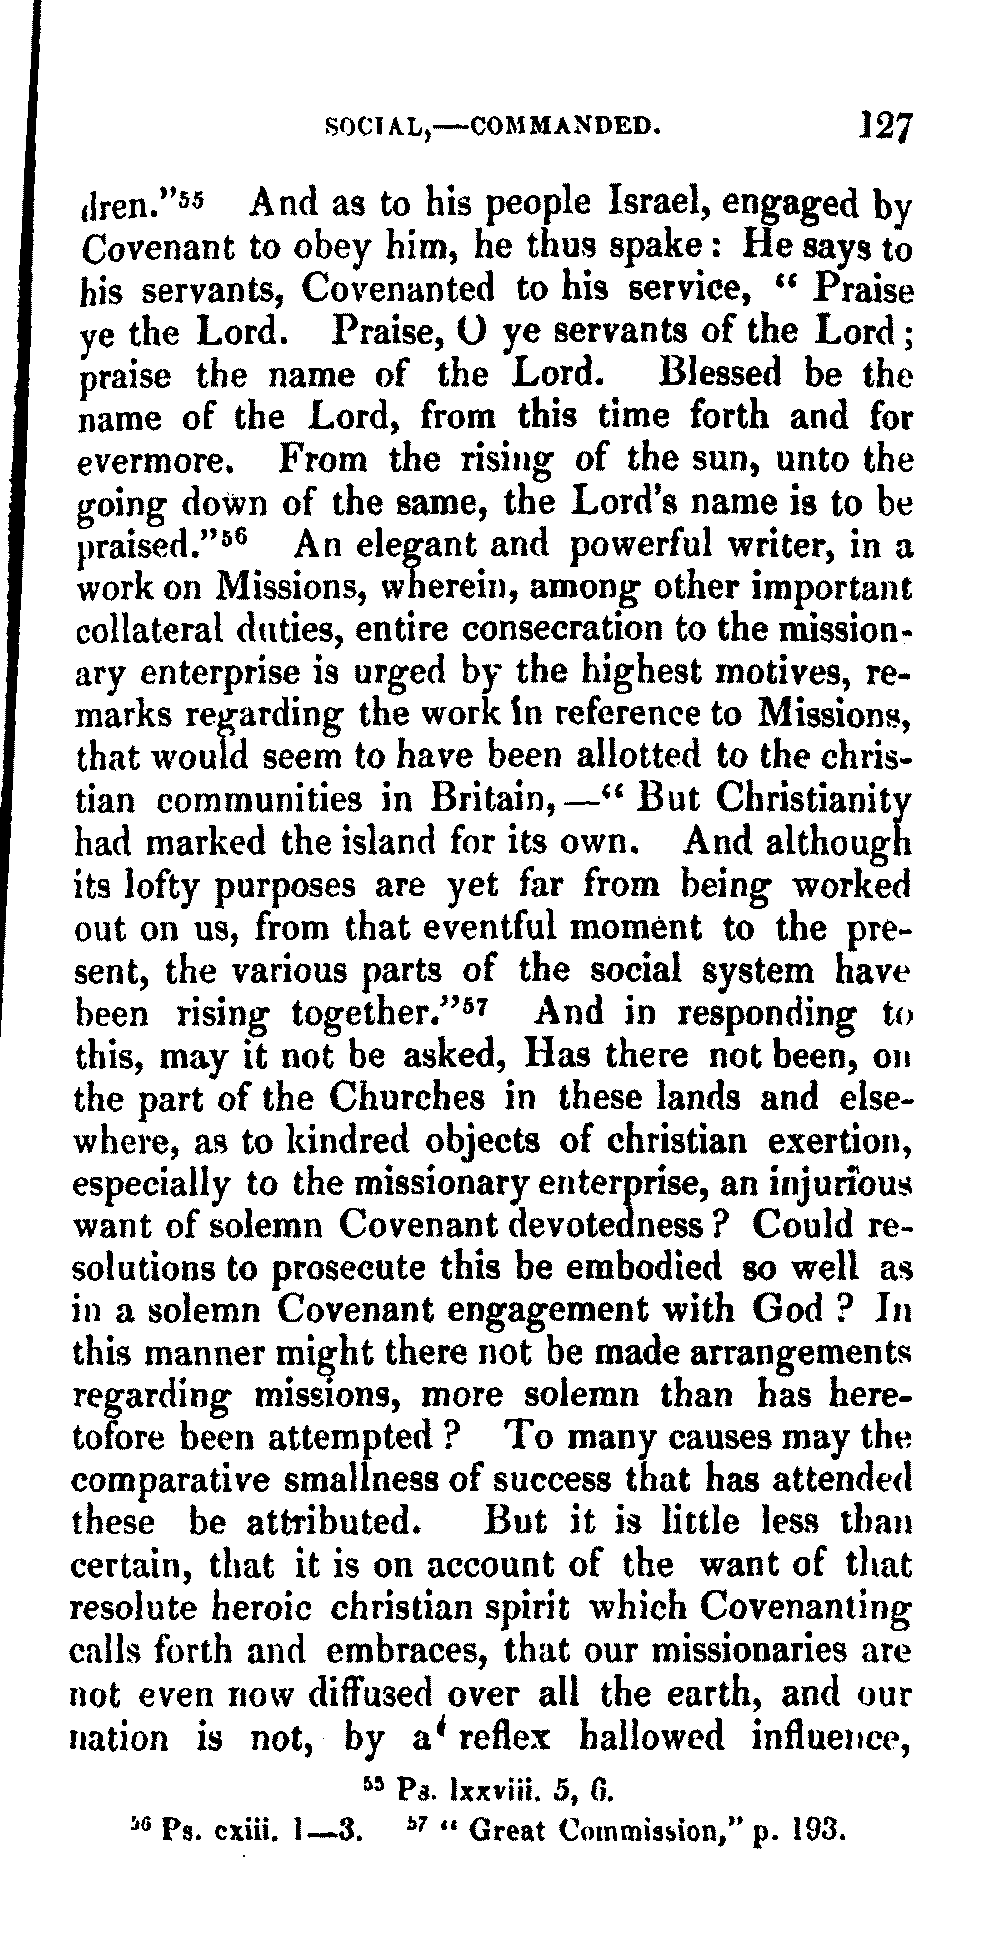 SOCIAL,—COMMANDED. 127
dren."⁵⁵ And as to his people Israel, engaged by
Covenant to obey him, he thus spake: He says to
his servants, Covenanted to his service, " Praise
ye the Lord. Praise, O ye servants of the Lord;
praise the name of the Lord. Blessed be the
name of the Lord, from this time forth and for
evermore. From the rising of the sun, unto the
going down of the same, the Lord's name is to be
praised."⁵⁶ An elegant and powerful writer, in a
work on Missions, wherein, among other important
collateral duties, entire consecration to the mission-
ary enterprise is urged by the highest motives, re-
marks regarding the work in reference to Missions,
that would seem to have been allotted to the chris-
tian communities in Britain,—" But Christianity
had marked the island for its own. And although
its lofty purposes are yet far from being worked
out on us, from that eventful moment to the pre-
sent, the various parts of the social system have
been rising together."⁵⁷ And in responding to
this, may it not be asked, Has there not been, on
the part of the Churches in these lands and else-
where, as to kindred objects of christian exertion,
especially to the missionary enterprise, an injurious
want of solemn Covenant devotedness? Could re-
solutions to prosecute this be embodied so well as
in a solemn Covenant engagement with God? In
this manner might there not be made arrangements
regarding missions, more solemn than has here-
tofore been attempted? To many causes may the
comparative smallness of success that has attended
these be attributed. But it is little less than
certain, that it is on account of the want of that
resolute heroic christian spirit which Covenanting
calls forth and embraces, that our missionaries are
not even now diffused over all the earth, and our
nation is not, by a reflex hallowed influence,
⁵⁵ Ps. lxxviii. 5, 6.
⁵⁶ Ps. cxiii. 1—3. ⁵⁷ " Great Commission," p. 193.